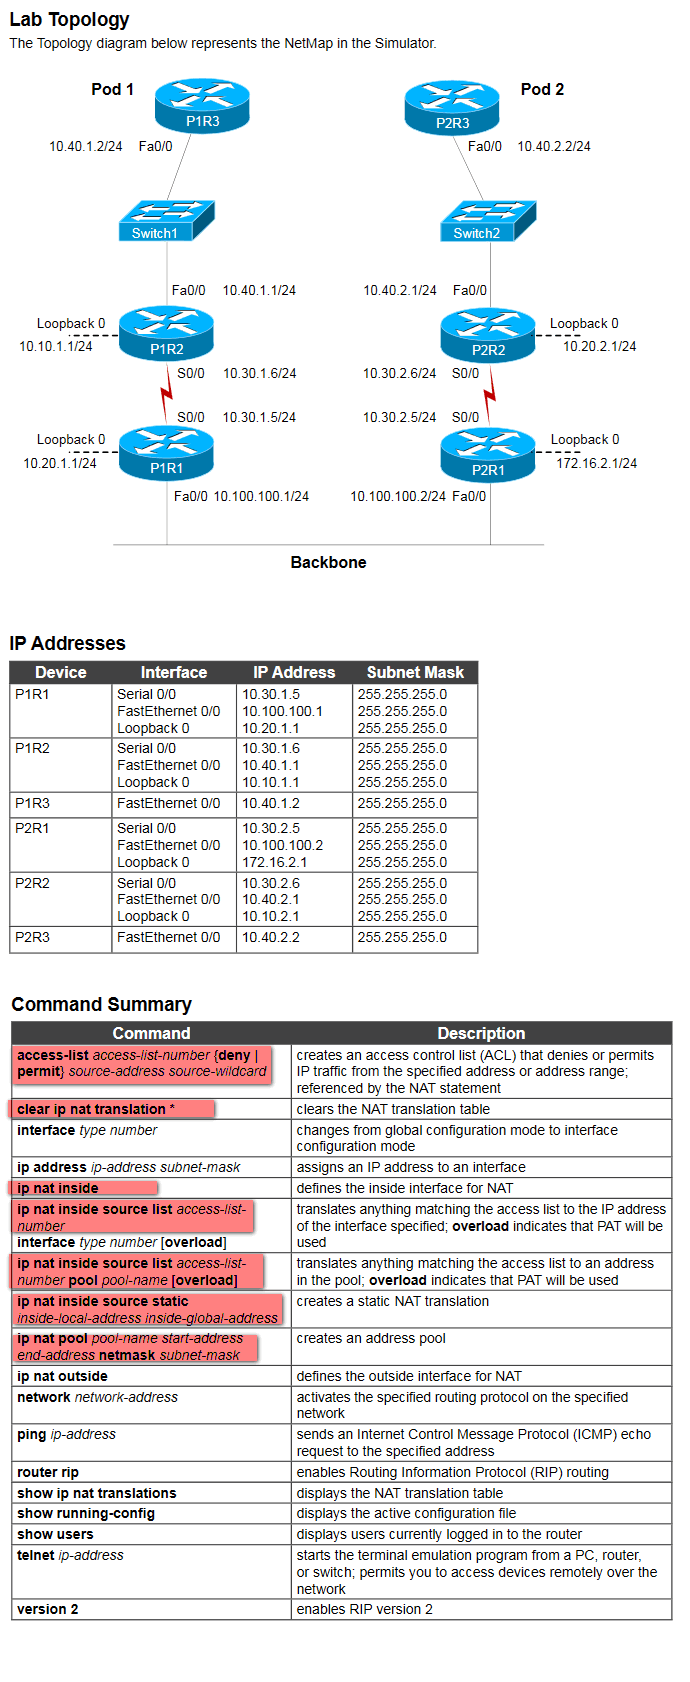 Lab Topology
The Topology diagram below represents the NetMap in the Simulator.
Pod 1
Pod 2
P1R3
P2R3
10.40.1.2/24 Fa0/0
Fa0/0 10.40.2.2/24
Switch1
Switch2
Fa0/0 10.40.1.1/24
10.40.2.1/24 Fa0/0
Loopback 0
Loopback 0
10.10.1.1/24
P1R2
P2R2
10.20.2.1/24
S0/0 10.30.1.6/24
10.30.2.6/24 S0/0
S0/0 10.30.1.5/24
10.30.2.5/24 S0/0
Loopback 0
Loopback 0
10.20.1.1/24
P1R1
P2R1
172.16.2.1/24
Fa0/0 10.100.100.1/24
10.100.100.2/24 Fa0/0
Backbone
IP Addresses
Device Interface IP Address Subnet Mask
P1R1 Serial 0/0 10.30.1.5 255.255.255.0
FastEthernet 0/0 10.100.100.1 255.255.255.0
Loopback 0 10.20.1.1 255.255.255.0
P1R2 Serial 0/0 10.30.1.6 255.255.255.0
FastEthernet 0/0 10.40.1.1 255.255.255.0
Loopback 0 10.10.1.1 255.255.255.0
P1R3 FastEthernet 0/0 10.40.1.2 255.255.255.0
P2R1 Serial 0/0 10.30.2.5 255.255.255.0
FastEthernet 0/0 10.100.100.2 255.255.255.0
Loopback 0 172.16.2.1 255.255.255.0
P2R2 Serial 0/0 10.30.2.6 255.255.255.0
FastEthernet 0/0 10.40.2.1 255.255.255.0
Loopback 0 10.10.2.1 255.255.255.0
P2R3 FastEthernet 0/0 10.40.2.2 255.255.255.0
Command Summary
Command Description
access-list access-list-number {deny |
permit} source-address source-wildcard
creates an access control list (ACL) that denies or permits
IP traffic from the specified address or address range;
referenced by the NAT statement
clear ip nat translation *
clears the NAT translation table
interface type number
changes from global configuration mode to interface
configuration mode
ip address ip-address subnet-mask
assigns an IP address to an interface
ip nat inside
defines the inside interface for NAT
ip nat inside source list access-list-
number
interface type number [overload]
translates anything matching the access list to the IP address
of the interface specified; overload indicates that PAT will be
used
ip nat inside source list access-list-
number pool pool-name [overload]
translates anything matching the access list to an address
in the pool; overload indicates that PAT will be used
ip nat inside source static
inside-local-address inside-global-address
creates a static NAT translation
ip nat pool pool-name start-address
end-address netmask subnet-mask
creates an address pool
ip nat outside
defines the outside interface for NAT
network network-address
activates the specified routing protocol on the specified
network
ping ip-address
sends an Internet Control Message Protocol (ICMP) echo
request to the specified address
router rip
enables Routing Information Protocol (RIP) routing
show ip nat translations
displays the NAT translation table
show running-config
displays the active configuration file
show users
displays users currently logged in to the router
telnet ip-address
starts the terminal emulation program from a PC, router,
or switch; permits you to access devices remotely over the
network
version 2
enables RIP version 2